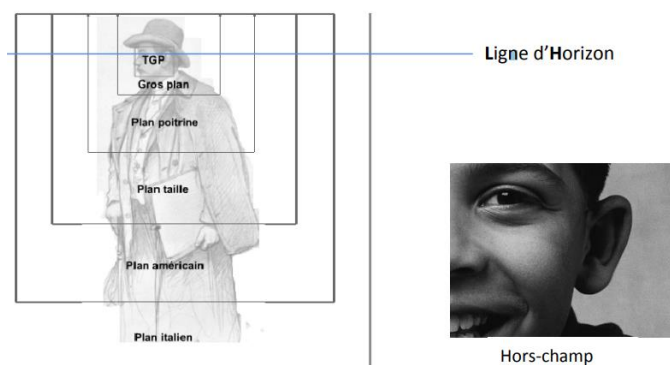 Ligne d'Horizon
TGP
Gros plan
Plan poitrine
Plan taille
Plan américain
Plan italien
Hors-champ